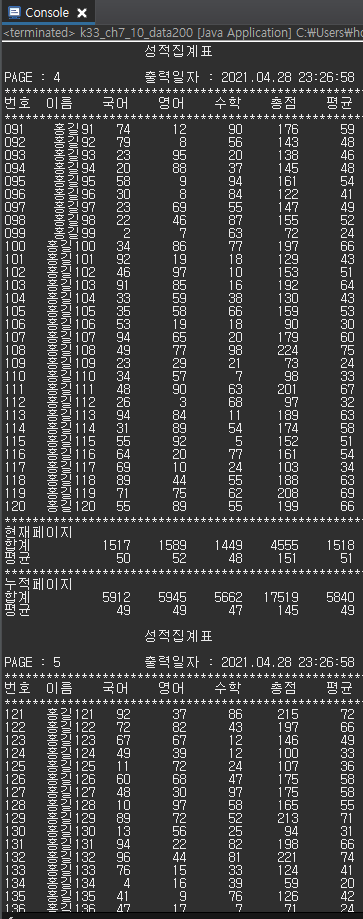 Console
<terminated> k33_ch7_10_data200 [Java Application] C:₩Users₩ho
성적집계표
PAGE : 4 출력일자 : 2021.04.28 23:26:58
****************************************
번호 이름 국어 영어 수학 총점 평균
****************************************
091 홍길91 74 12 90 176 59
092 홍길92 79 8 56 143 48
093 홍길93 23 95 20 138 46
094 홍길94 20 88 37 145 48
095 홍길95 58 9 94 161 54
096 홍길96 30 8 84 122 41
097 홍길97 23 69 55 147 49
098 홍길98 22 46 87 155 52
099 홍길99 2 7 63 72 24
100 홍길100 34 86 77 197 66
101 홍길101 92 19 18 129 43
102 홍길102 46 97 10 153 51
103 홍길103 91 85 16 192 64
104 홍길104 33 59 38 130 43
105 홍길105 35 58 66 159 53
106 홍길106 53 19 18 90 30
107 홍길107 94 65 20 179 60
108 홍길108 49 77 98 224 75
109 홍길109 23 29 21 73 24
110 홍길110 34 57 7 98 33
111 홍길111 48 90 63 201 67
112 홍길112 26 3 68 97 32
113 홍길113 94 84 11 189 63
114 홍길114 31 89 54 174 58
115 홍길115 55 92 5 152 51
116 홍길116 64 20 77 161 54
117 홍길117 69 10 24 103 34
118 홍길118 89 44 55 188 63
119 홍길119 71 75 62 208 69
120 홍길120 55 89 55 199 66
****************************************
현재페이지
합계 1517 1589 1449 4555 1518
평균 50 52 48 151 51
****************************************
누적페이지
합계 5912 5945 5662 17519 5840
평균 49 49 47 145 49
성적집계표
PAGE : 5 출력일자 : 2021.04.28 23:26:58
****************************************
번호 이름 국어 영어 수학 총점 평균
****************************************
121 홍길121 92 37 86 215 72
122 홍길122 72 82 43 197 66
123 홍길123 67 67 12 146 49
124 홍길124 49 39 12 100 33
125 홍길125 11 72 24 107 36
126 홍길126 60 68 47 175 58
127 홍길127 48 30 97 175 58
128 홍길128 10 97 58 165 55
129 홍길129 89 72 52 213 71
130 홍길130 13 56 25 94 31
131 홍길131 94 22 82 198 66
132 홍길132 96 44 81 221 74
133 홍길133 76 15 33 124 41
134 홍길134 4 16 39 59 20
135 홍길135 41 9 76 126 42
136 홍길136 47 17 7 71 24